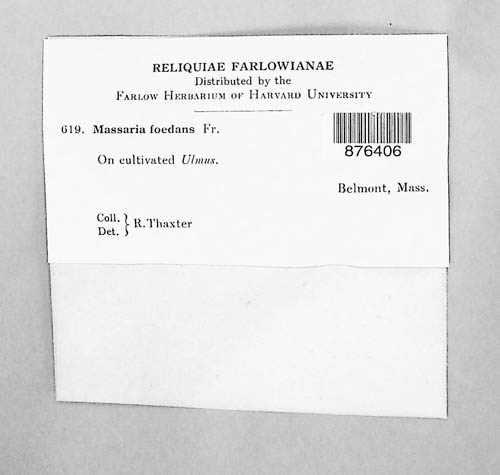 RELIQUIAE FARLOWIANAE
Distributed by the
FARLOW HERBARIUM OF HARVARD UNIVERSITY
619. Massaria foedans Fr.
876406
On cultivated Ulmus.
Belmont, Mass.
Coll.
Det. } R. Thaxter